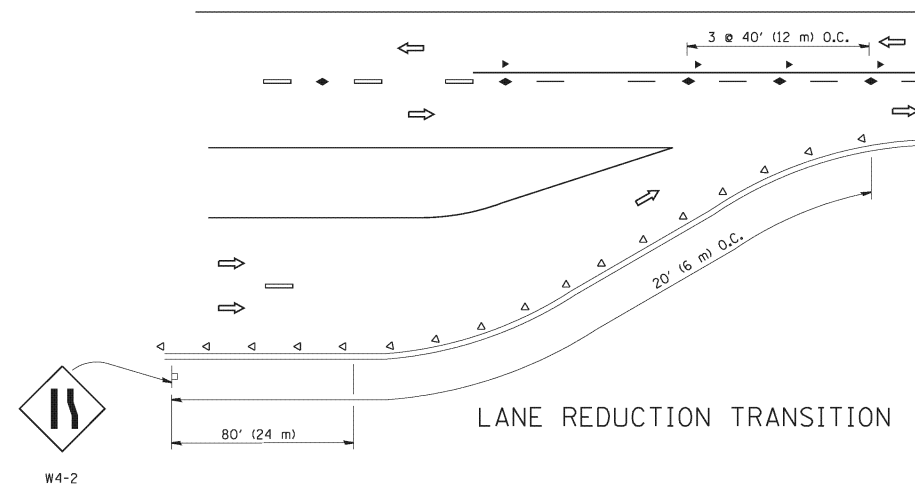 3 @ 40' (12 m) O.C.
20' (6 m) O.C.
80' (24 m)
LANE REDUCTION TRANSITION
W4-2